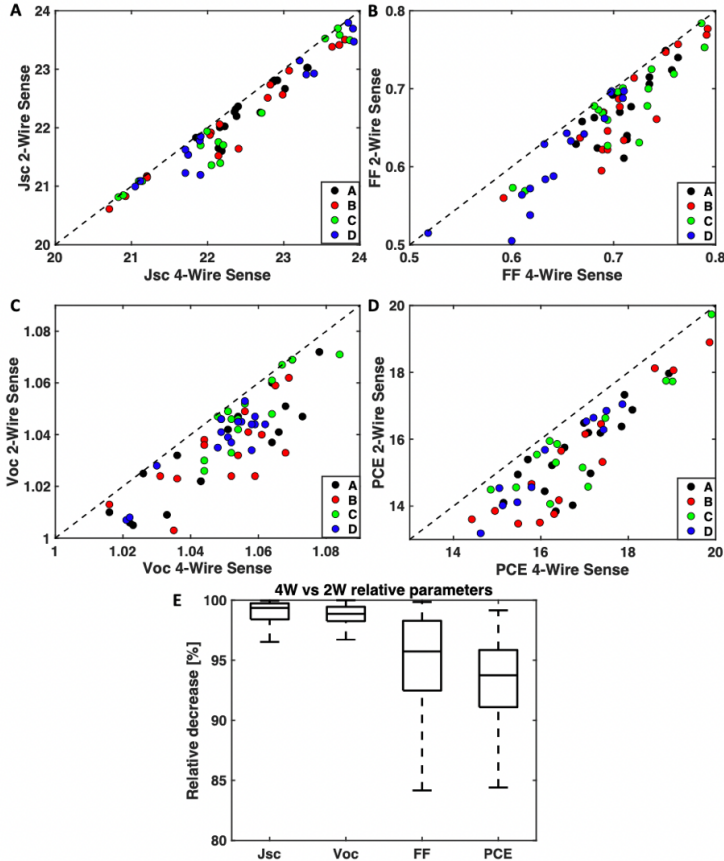 A
24
23
22
21
20
Jsc 2-Wire Sense
20 21 22 23 24
Jsc 4-Wire Sense
A
B
C
D
B
0.8
0.7
0.6
0.5
FF 2-Wire Sense
0.5 0.6 0.7 0.8
FF 4-Wire Sense
A
B
C
D
C
1.08
1.06
1.04
1.02
1
Voc 2-Wire Sense
1 1.02 1.04 1.06 1.08
Voc 4-Wire Sense
A
B
C
D
D
20
18
16
14
PCE 2-Wire Sense
14 16 18 20
PCE 4-Wire Sense
A
B
C
D
E
4W vs 2W relative parameters
100
95
90
85
80
Relative decrease [%]
Jsc Voc FF PCE